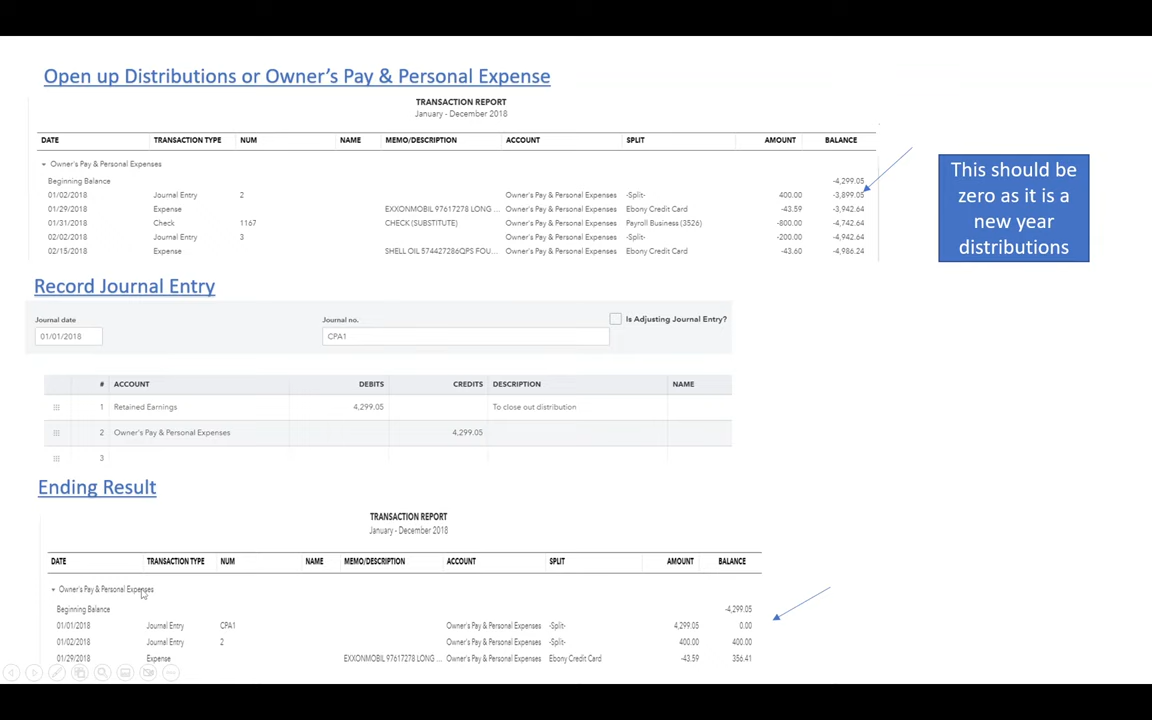 Open up Distributions or Owner's Pay & Personal Expense
TRANSACTION REPORT
January - December 2018
DATE TRANSACTION TYPE NUM NAME MEMO/DESCRIPTION ACCOUNT SPLIT AMOUNT BALANCE
Owner's Pay & Personal Expenses
Beginning Balance -4,299.05
01/02/2018 Journal Entry 2 Owner's Pay & Personal Expenses -Split- 400.00 -3,899.05
01/29/2018 Expense EXXONMOBIL 97617278 LONG ... Owner's Pay & Personal Expenses Ebony Credit Card -43.59 -3,942.64
01/31/2018 Check 1167 CHECK (SUBSTITUTE) Owner's Pay & Personal Expenses Payroll Business (3526) -800.00 -4,742.64
02/02/2018 Journal Entry 3 Owner's Pay & Personal Expenses -Split- -200.00 -4,942.64
02/15/2018 Expense SHELL OIL 574427286QPS FOU... Owner's Pay & Personal Expenses Ebony Credit Card -43.60 -4,986.24
This should be
zero as it is a
new year
distributions
Record Journal Entry
Journal date Journal no. Is Adjusting Journal Entry?
01/01/2018 CPA1
# ACCOUNT DEBITS CREDITS DESCRIPTION NAME
1 Retained Earnings 4,299.05 To close out distribution
2 Owner's Pay & Personal Expenses 4,299.05
3
Ending Result
TRANSACTION REPORT
January - December 2018
DATE TRANSACTION TYPE NUM NAME MEMO/DESCRIPTION ACCOUNT SPLIT AMOUNT BALANCE
Owner's Pay & Personal Expenses
Beginning Balance -4,299.05
01/01/2018 Journal Entry CPA1 Owner's Pay & Personal Expenses -Split- 4,299.05 0.00
01/02/2018 Journal Entry 2 Owner's Pay & Personal Expenses -Split- 400.00 400.00
01/29/2018 Expense EXXONMOBIL 97617278 LONG ... Owner's Pay & Personal Expenses Ebony Credit Card -43.59 356.41